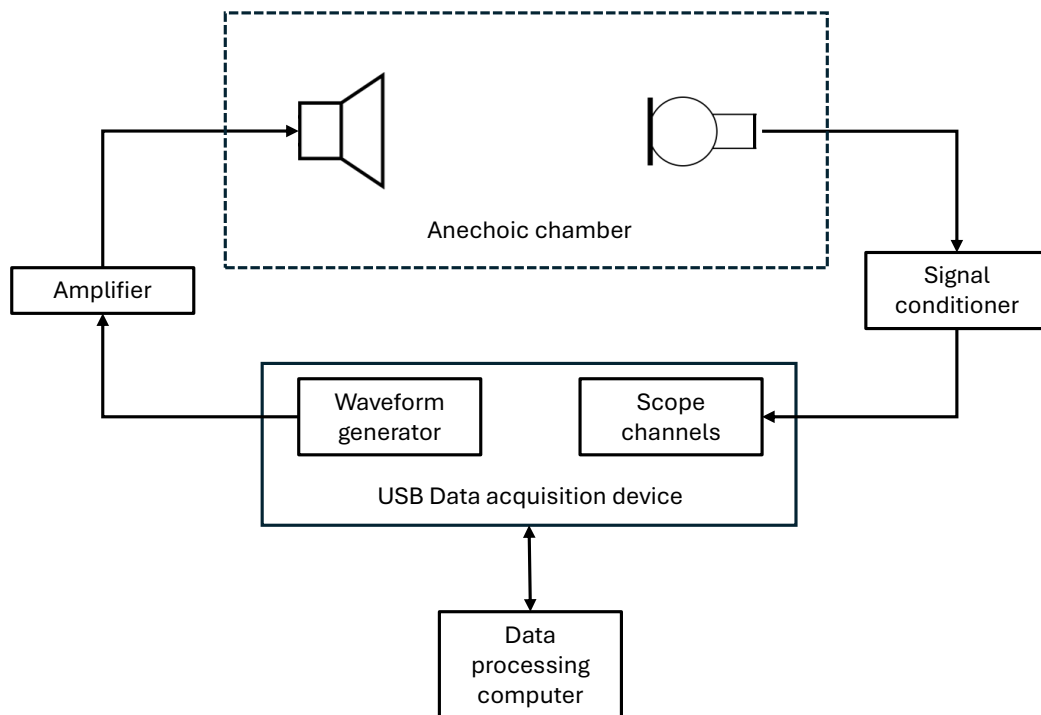 Anechoic chamber
Amplifier
Signal
conditioner
Waveform
generator
Scope
channels
USB Data acquisition device
Data
processing
computer